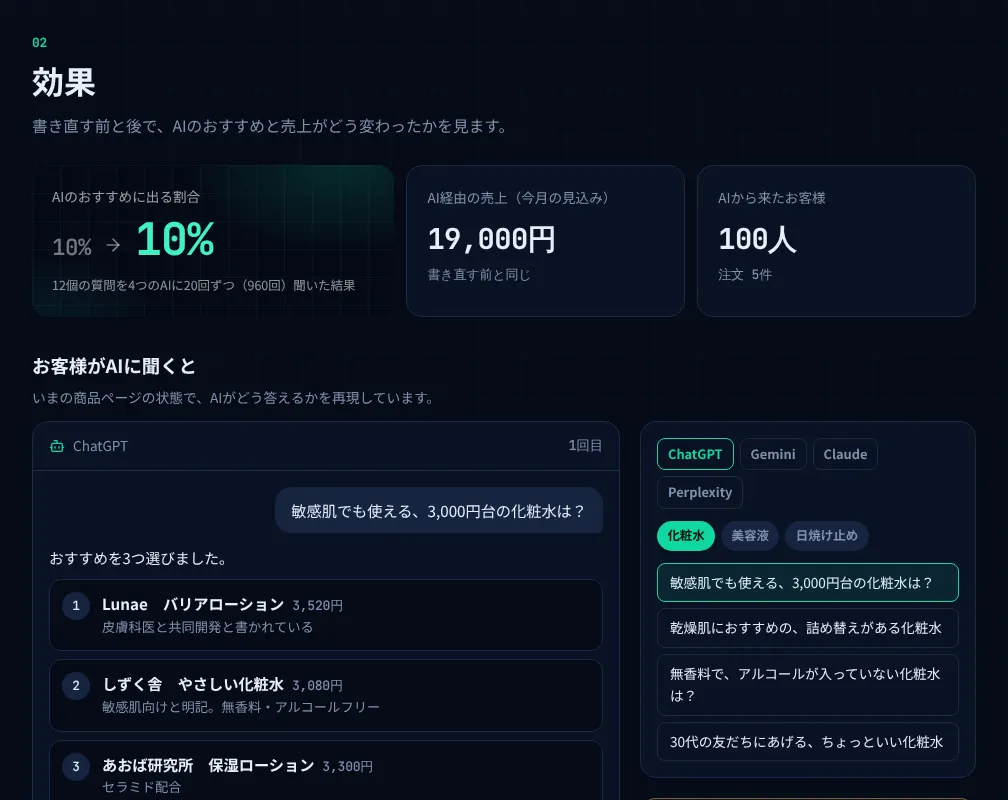 02
効果
書き直す前と後で、AIのおすすめと売上がどう変わったかを見ます。
AIのおすすめに出る割合
10% → 10%
12個の質問を4つのAIに20回ずつ（960回）聞いた結果
AI経由の売上（今月の見込み）
19,000円
書き直す前と同じ
AIから来たお客様
100人
注文 5件
お客様がAIに聞くと
いまの商品ページの状態で、AIがどう答えるかを再現しています。
ChatGPT 1回目
敏感肌でも使える、3,000円台の化粧水は？
おすすめを3つ選びました。
1 Lunae　バリアローション 3,520円
皮膚科医と共同開発と書かれている
2 しずく舎　やさしい化粧水 3,080円
敏感肌向けと明記。無香料・アルコールフリー
3 あおば研究所　保湿ローション 3,300円
セラミド配合
ChatGPT Gemini Claude
Perplexity
化粧水 美容液 日焼け止め
敏感肌でも使える、3,000円台の化粧水は？
乾燥肌におすすめの、詰め替えがある化粧水
無香料で、アルコールが入っていない化粧水
は？
30代の友だちにあげる、ちょっといい化粧水